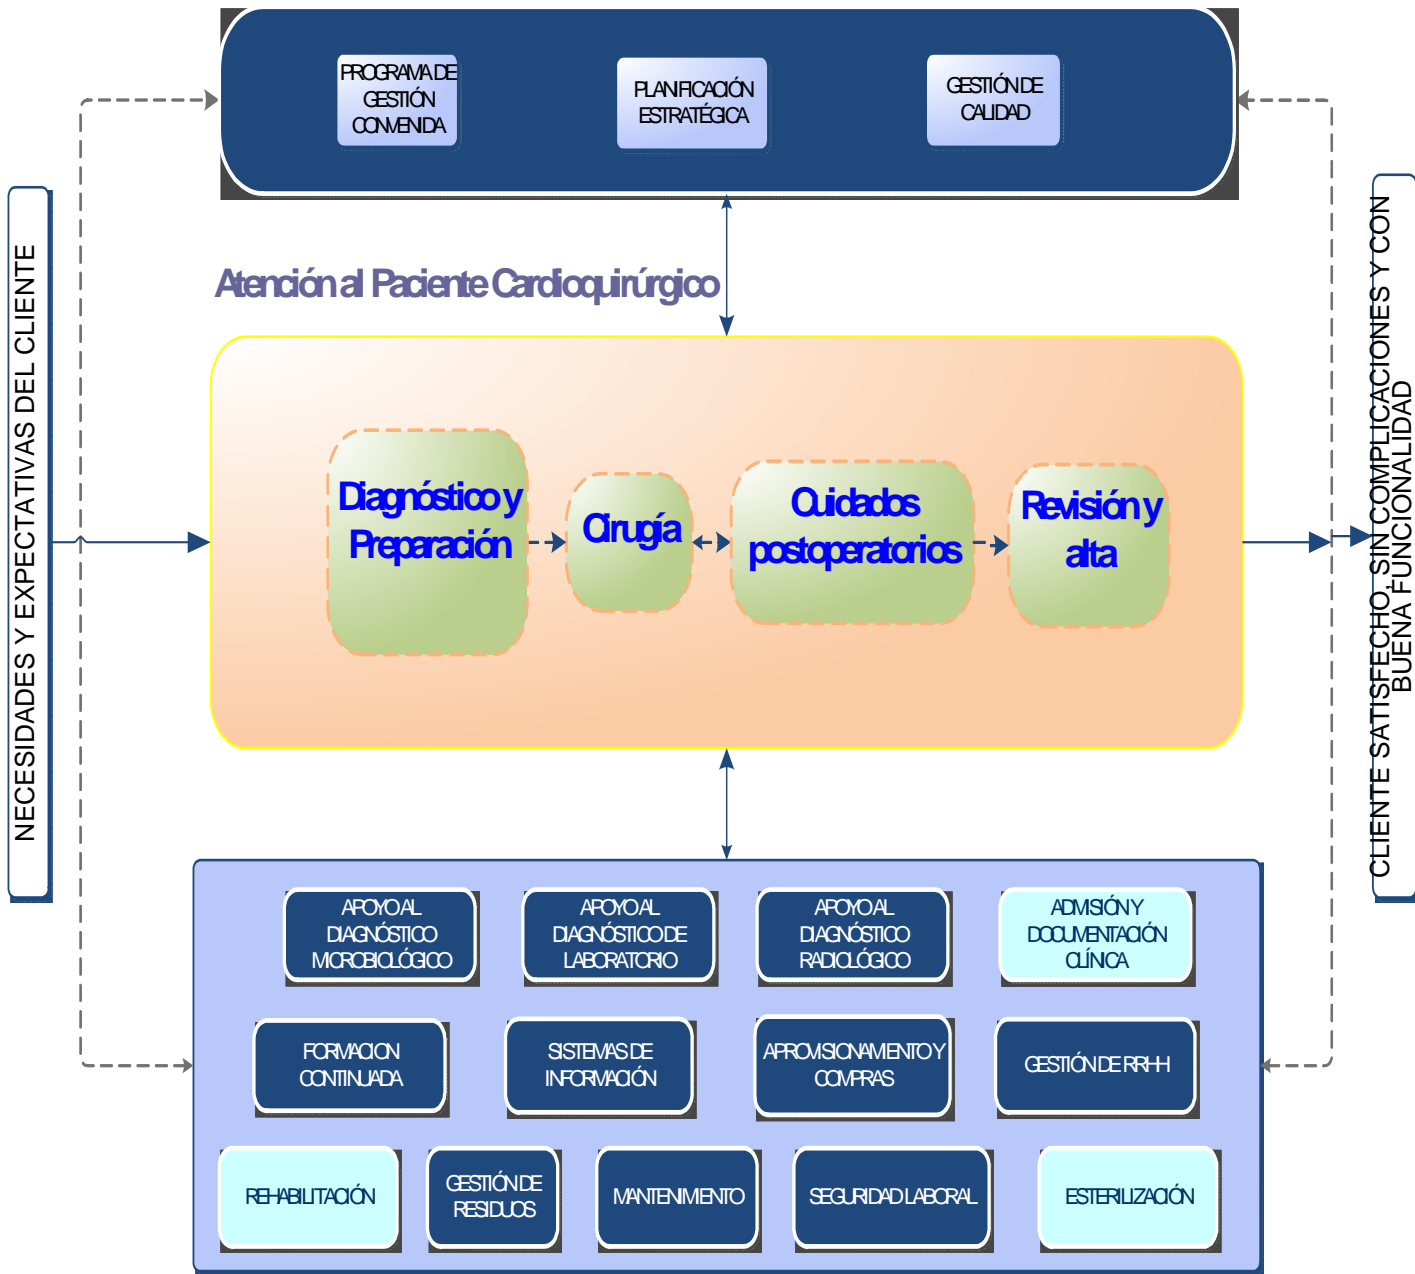 PROGRAMA DE
GESTIÓN
CONVENIDA
PLANIFICACIÓN
ESTRATÉGICA
GESTIÓN DE
CALIDAD
NECESIDADES Y EXPECTATIVAS DEL CLIENTE
Atención al Paciente Cardioquirúrgico
Diagnóstico y
Preparación
Cirugía
Cuidados
postoperatorios
Revisión y
alta
CLIENTE SATISFECHO, SIN COMPLICACIONES Y CON
BUENA FUNCIONALIDAD
APOYO AL
DIAGNÓSTICO
MICROBIOLÓGICO
APOYO AL
DIAGNÓSTICO DE
LABORATORIO
APOYO AL
DIAGNÓSTICO
RADIOLÓGICO
ADMISIÓN Y
DOCUMENTACIÓN
CLÍNICA
FORMACION
CONTINUADA
SISTEMAS DE
INFORMACIÓN
APROVISIONAMIENTO Y
COMPRAS
GESTIÓN DE RRHH
REHABILITACIÓN
GESTIÓN DE
RESIDUOS
MANTENIMIENTO
SEGURIDAD LABORAL
ESTERILIZACIÓN